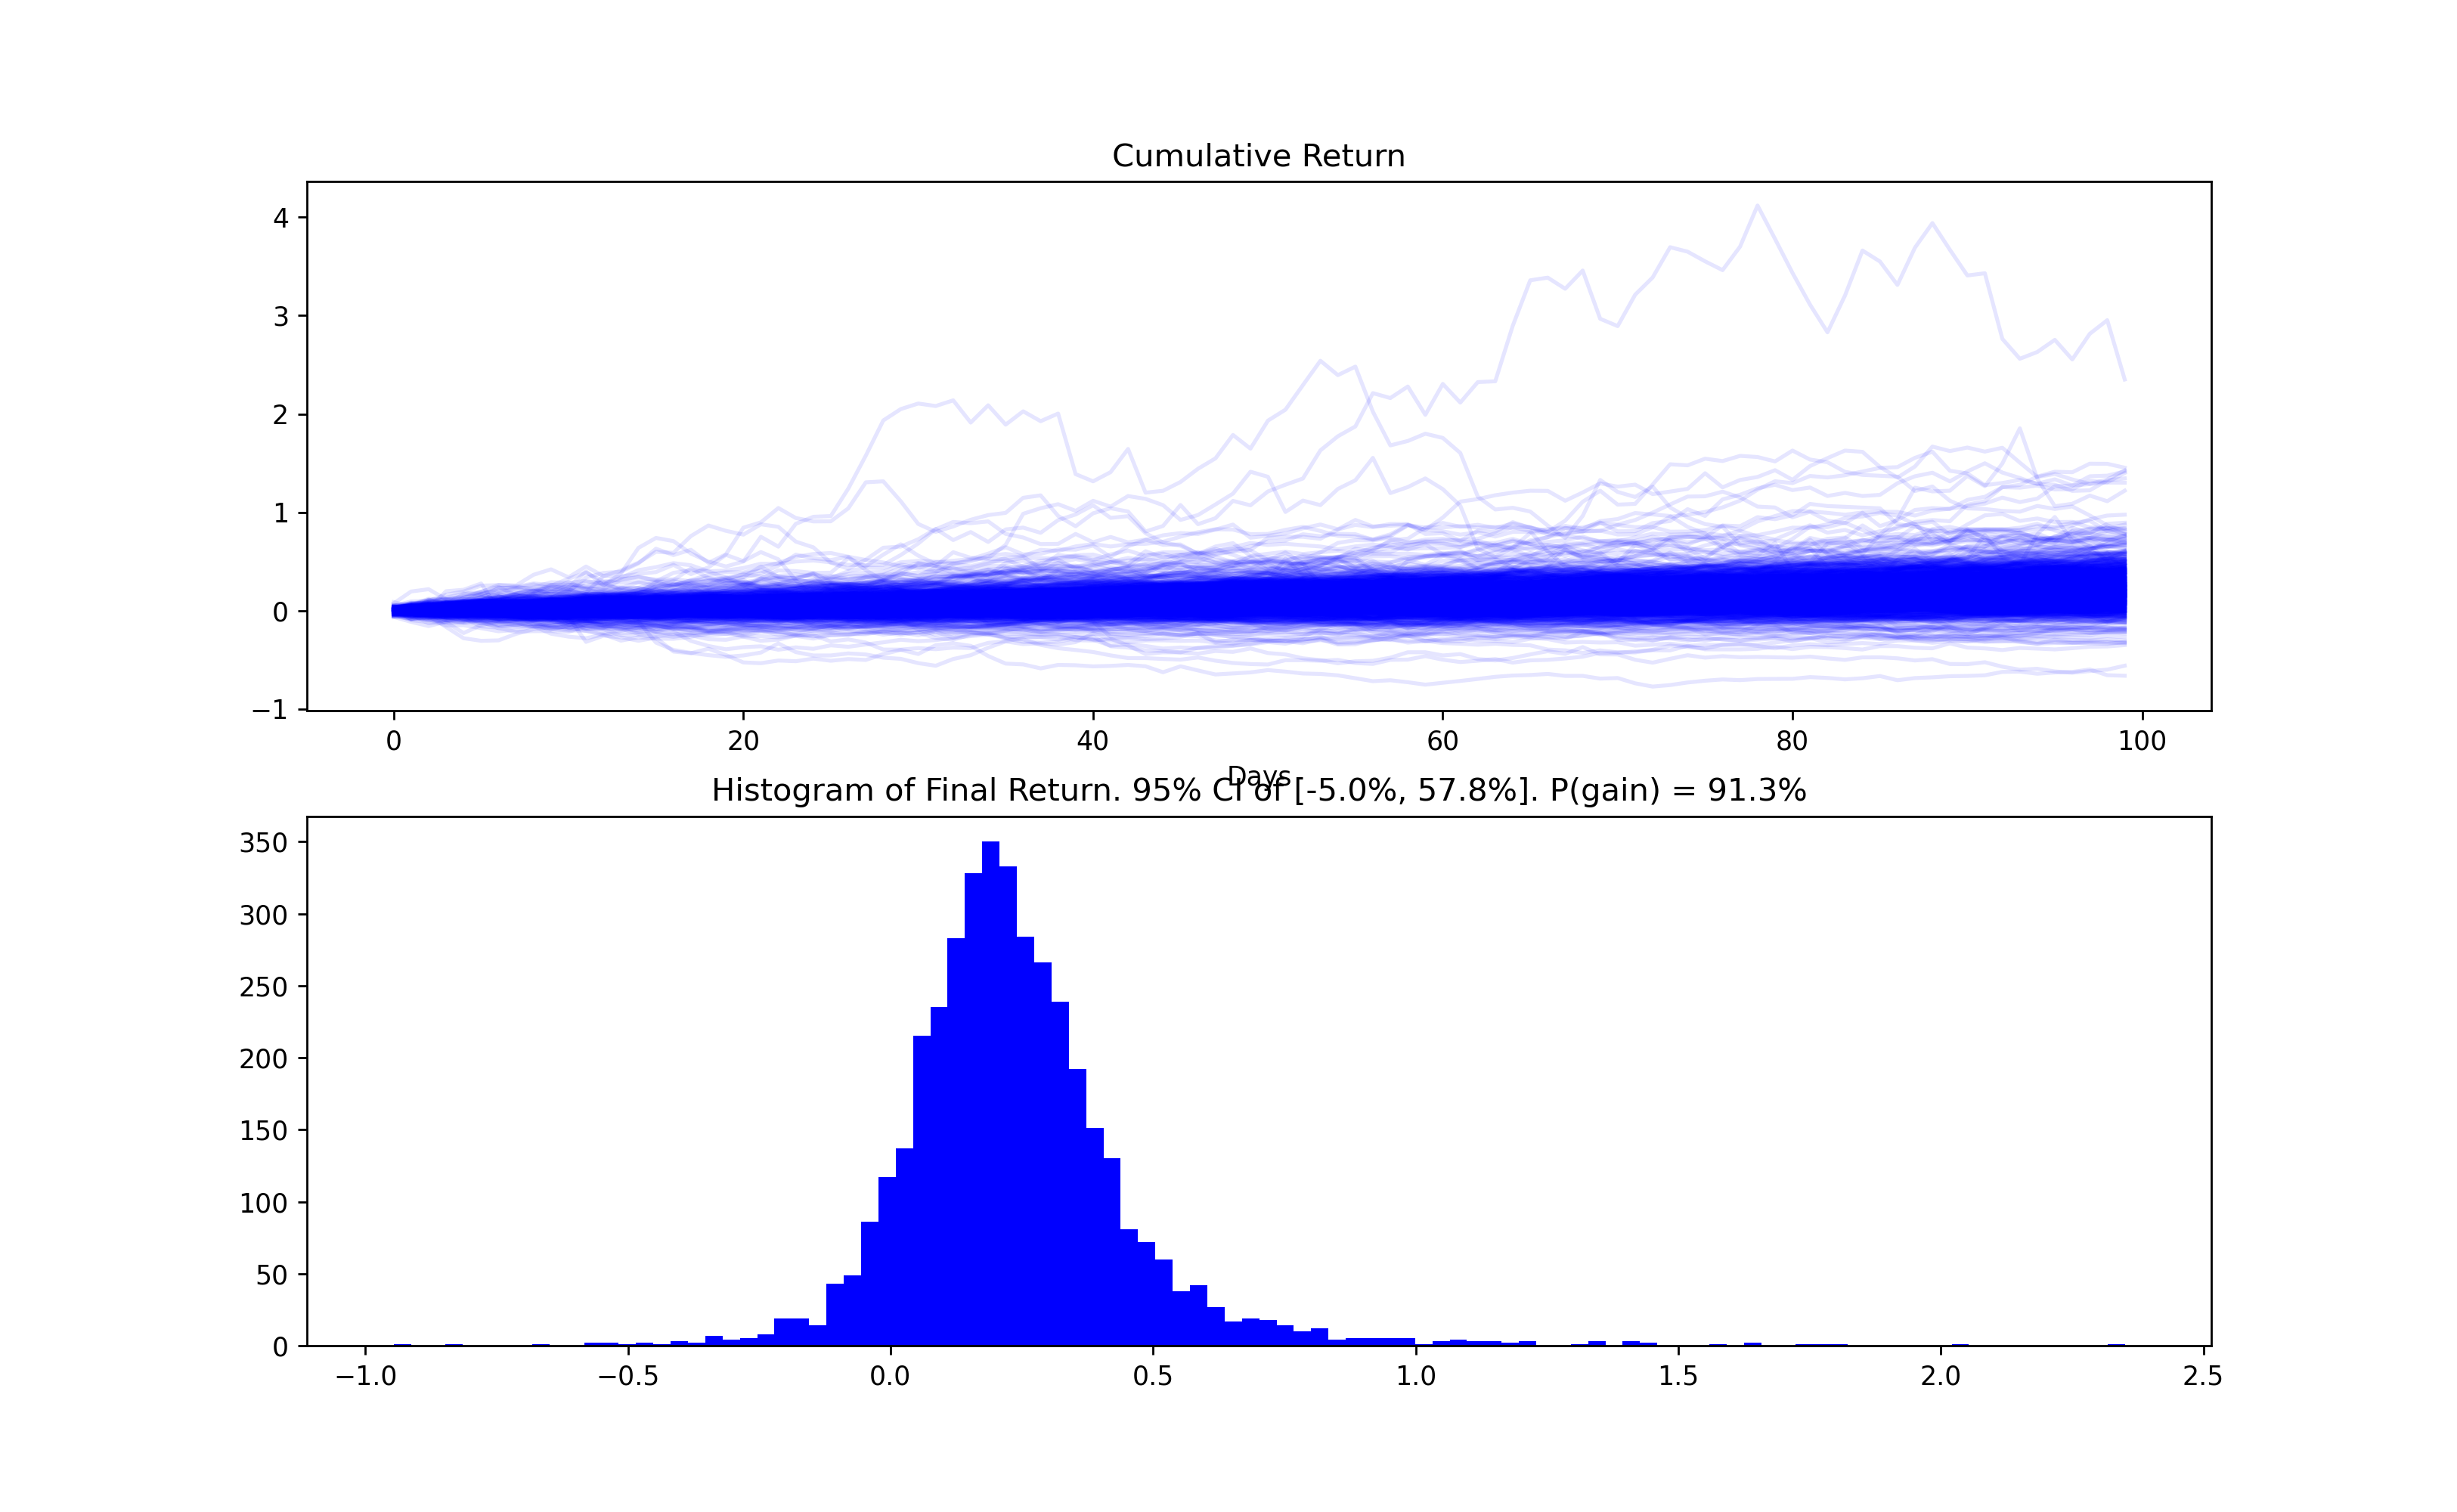 Cumulative Return
4
3
2
1
0
−1
0 20 40 60 80 100
Days
Histogram of Final Return. 95% CI of [-5.0%, 57.8%]. P(gain) = 91.3%
350
300
250
200
150
100
50
0
−1.0 −0.5 0.0 0.5 1.0 1.5 2.0 2.5